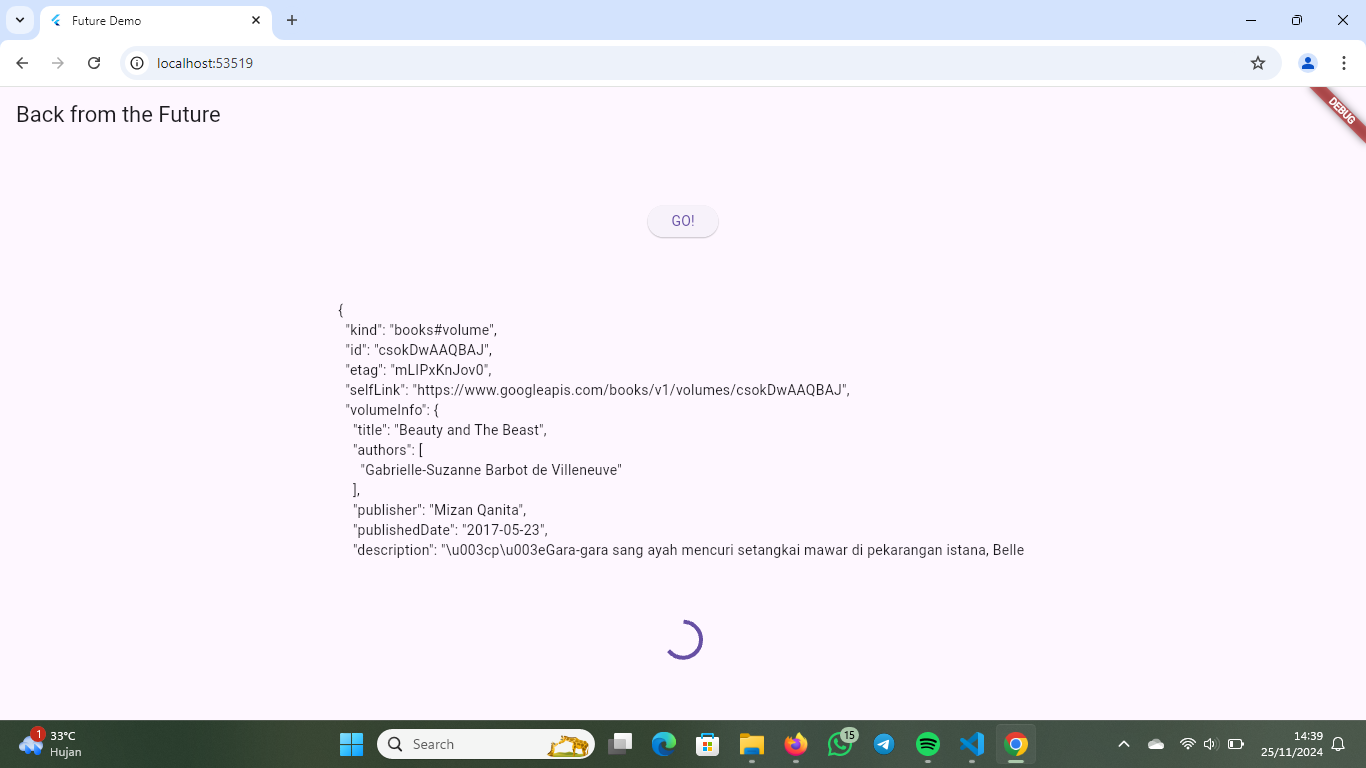 Future Demo
localhost:53519
Back from the Future
DEBUG
GO!
{
"kind": "books#volume",
"id": "csokDwAAQBAJ",
"etag": "mLIPxKnJov0",
"selfLink": "https://www.googleapis.com/books/v1/volumes/csokDwAAQBAJ",
"volumeInfo": {
"title": "Beauty and The Beast",
"authors": [
"Gabrielle-Suzanne Barbot de Villeneuve"
],
"publisher": "Mizan Qanita",
"publishedDate": "2017-05-23",
"description": "\u003cp\u003eGara-gara sang ayah mencuri setangkai mawar di pekarangan istana, Belle
1
33°C
Hujan
Search
15
14:39
25/11/2024